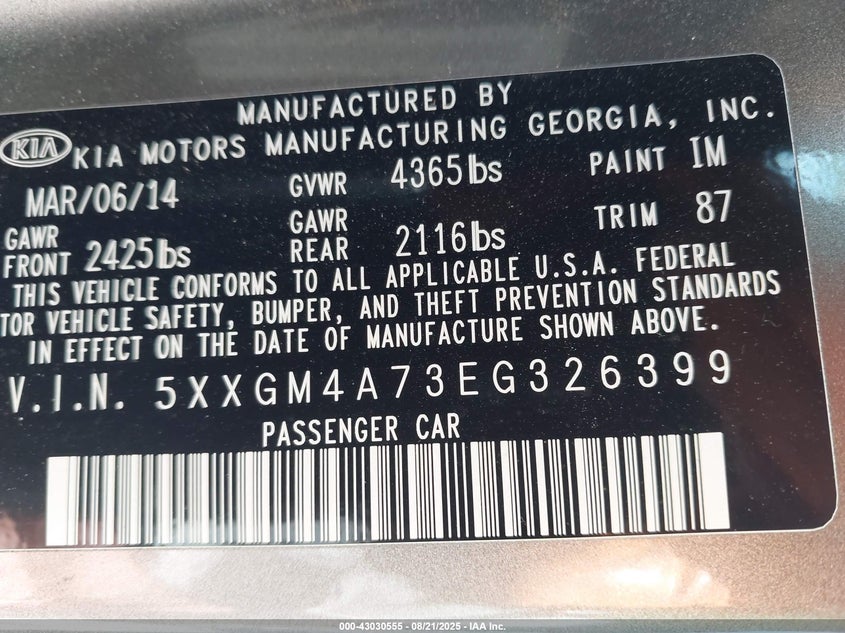 MANUFACTURED BY
KIA KIA MOTORS MANUFACTURING GEORGIA, INC.
MAR/06/14 GVWR 4365lbs PAINT IM
GAWR FRONT 2425lbs GAWR REAR 2116lbs TRIM 87
THIS VEHICLE CONFORMS TO ALL APPLICABLE U.S.A. FEDERAL
TOR VEHICLE SAFETY, BUMPER, AND THEFT PREVENTION STANDARDS
IN EFFECT ON THE DATE OF MANUFACTURE SHOWN ABOVE.
V.I.N. 5XXGM4A73EG326399
PASSENGER CAR
000-43030555 - 08/21/2025 - IAA Inc.